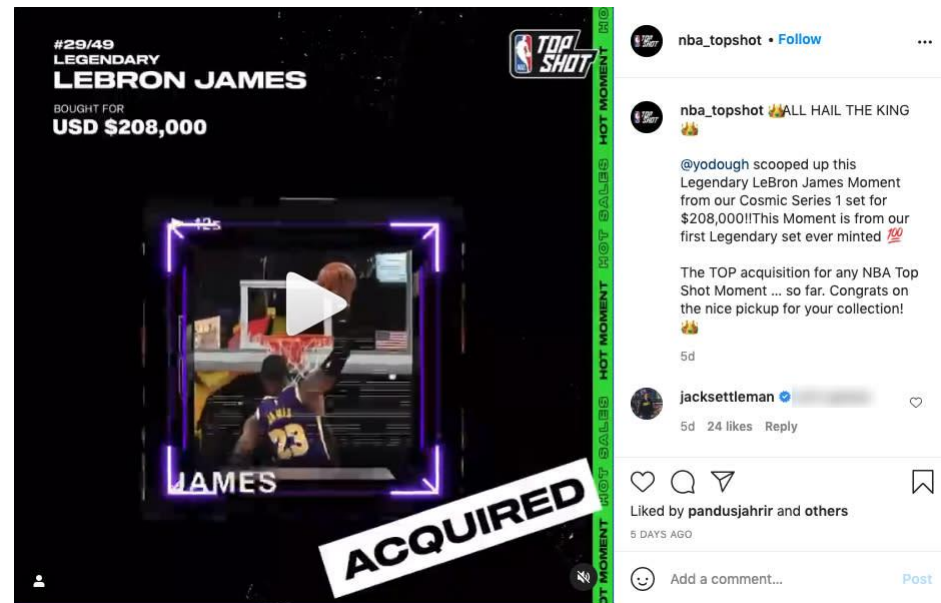 #29/49
LEGENDARY
LEBRON JAMES
BOUGHT FOR
USD $208,000
TOP
SHOT
HOT MOMENT HOT SALES HOT MOMENT HOT SALES HOT MOMENT
12s
JAMES
23
JAMES
ACQUIRED
nba_topshot • Follow
nba_topshot 👑ALL HAIL THE KING
👑
@yodough scooped up this
Legendary LeBron James Moment
from our Cosmic Series 1 set for
$208,000!!This Moment is from our
first Legendary set ever minted 💯
The TOP acquisition for any NBA Top
Shot Moment ... so far. Congrats on
the nice pickup for your collection!
👑
5d
jacksettleman
5d 24 likes Reply
Liked by pandusjahrir and others
5 DAYS AGO
Add a comment...
Post